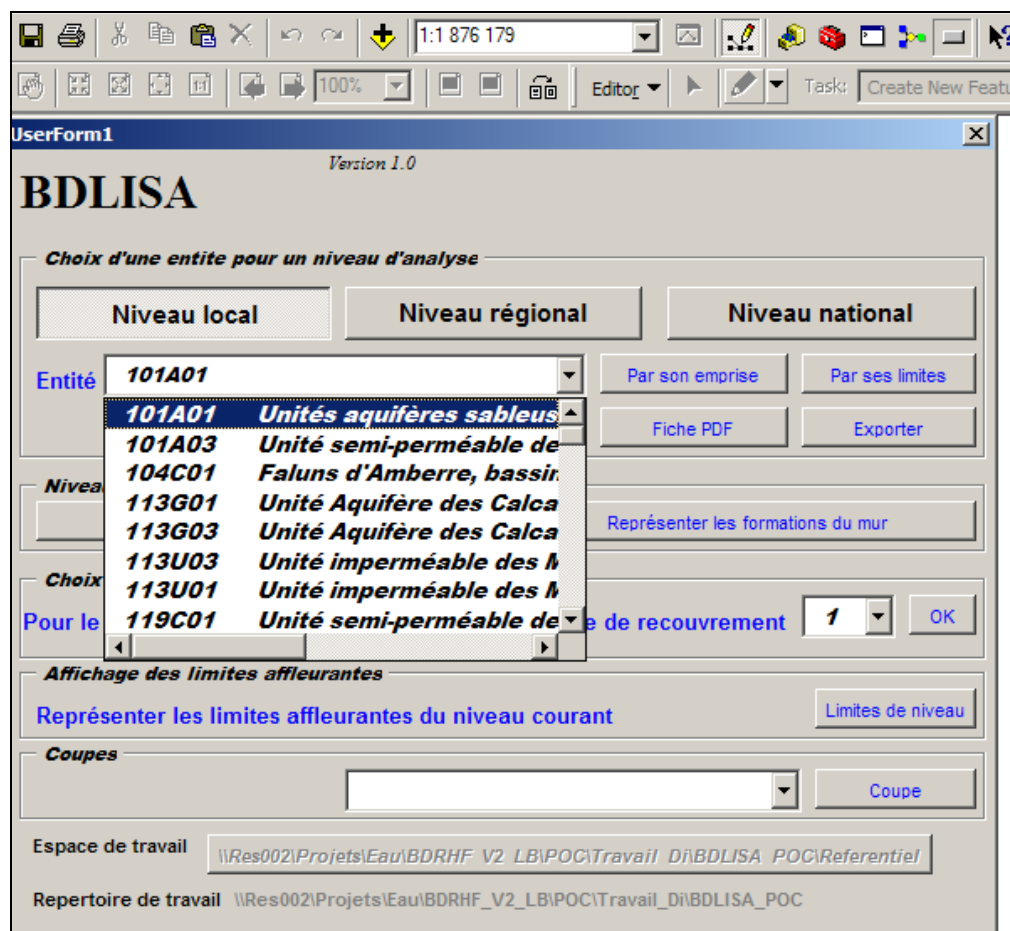 1:1 876 179
1:1 100% Editor Task: Create New Featu
UserForm1
Version 1.0
BDLISA
Choix d'une entite pour un niveau d'analyse
Niveau local Niveau régional Niveau national
Entité 101A01 Par son emprise Par ses limites
101A01 Unités aquifères sableus
Fiche PDF Exporter
101A03 Unité semi-perméable de
104C01 Faluns d'Amberre, bassin
Niveau
113G01 Unité Aquifère des Calca
113G03 Unité Aquifère des Calca
Représenter les formations du mur
113U03 Unité imperméable des M
Choix
113U01 Unité imperméable des M
Pour le 119C01 Unité semi-perméable de e de recouvrement 1 OK
Affichage des limites affleurantes
Représenter les limites affleurantes du niveau courant Limites de niveau
Coupes
Coupe
Espace de travail \\Res002\Projets\Eau\BDRHF_V2_LB\POC\Travail_Di\BDLISA_POC\Referentiel
Repertoire de travail \\Res002\Projets\Eau\BDRHF_V2_LB\POC\Travail_Di\BDLISA_POC